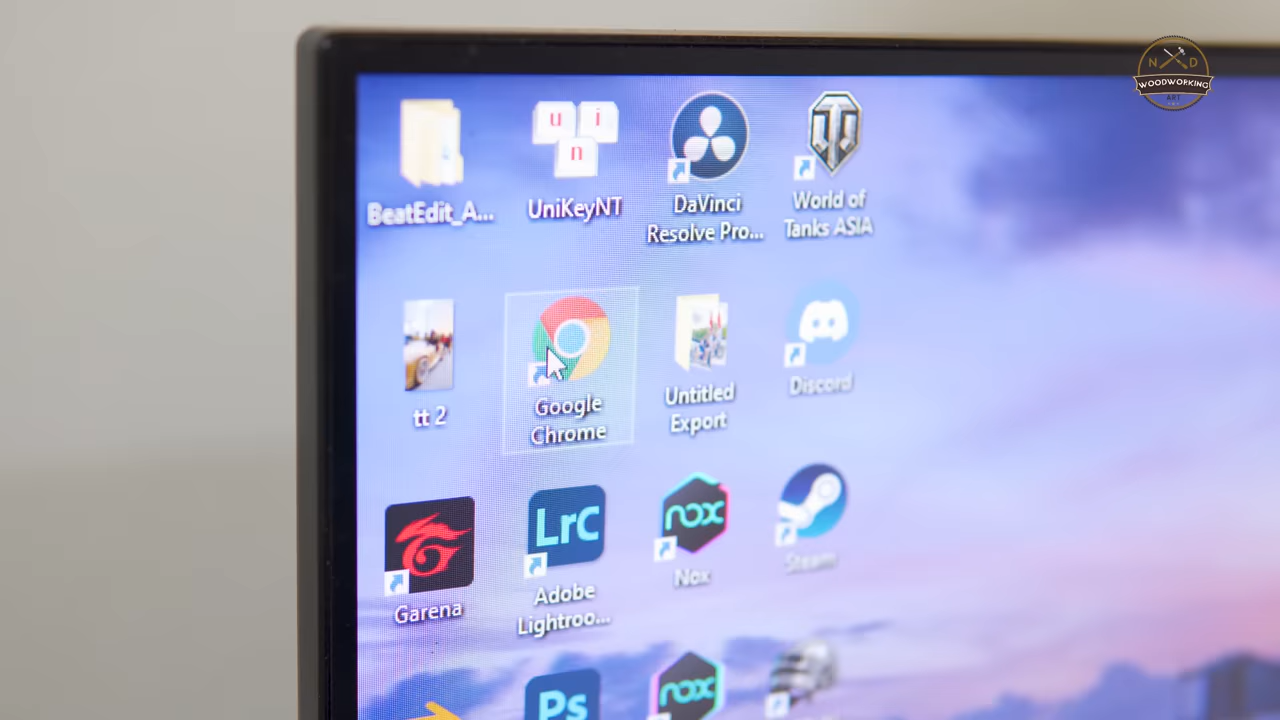 N D
WOODWORKING
ART
u i
n
BeatEdit_A...
UniKeyNT
DaVinci
Resolve Pro...
World of
Tanks ASIA
tt 2
Google
Chrome
Untitled
Export
Discord
Garena
LrC
Adobe
Lightroo...
nox
Nox
Steam
Ps
nox